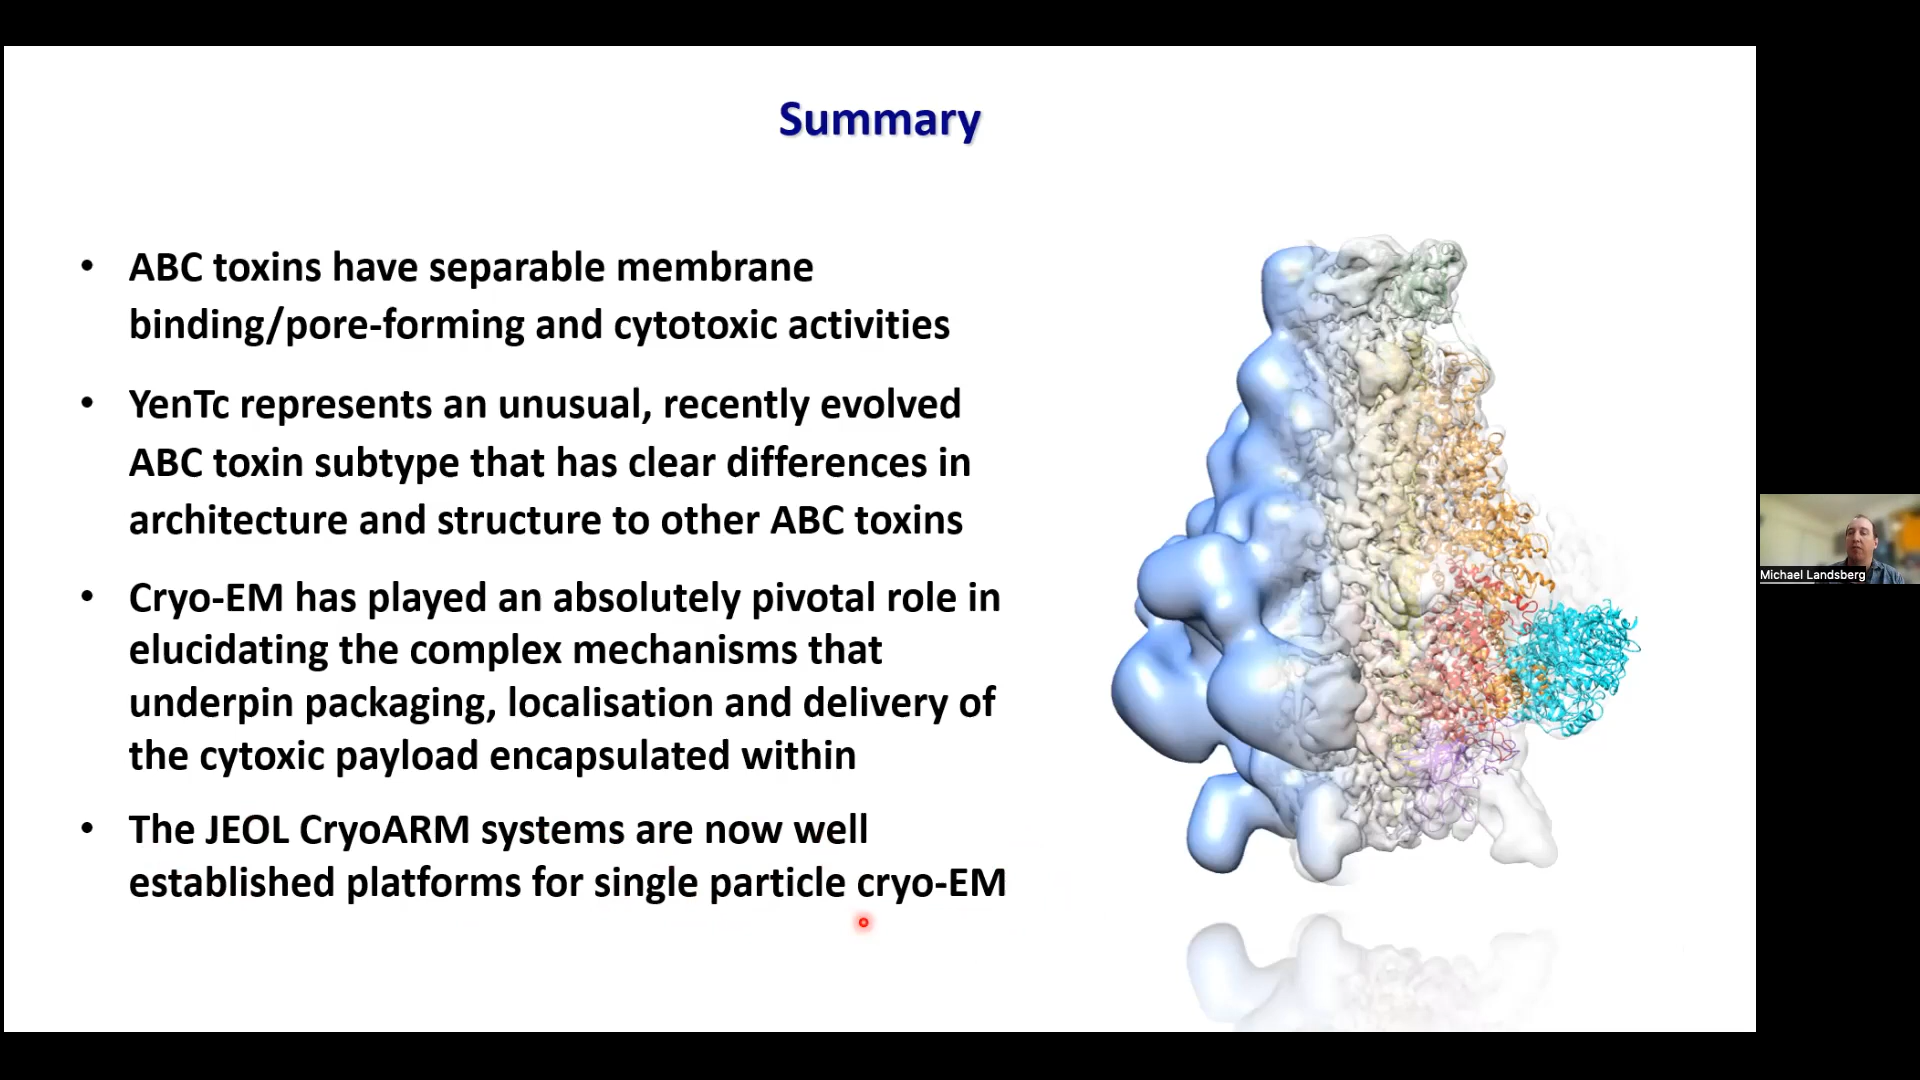 Summary
• ABC toxins have separable membrane
binding/pore-forming and cytotoxic activities
• YenTc represents an unusual, recently evolved
ABC toxin subtype that has clear differences in
architecture and structure to other ABC toxins
• Cryo-EM has played an absolutely pivotal role in
elucidating the complex mechanisms that
underpin packaging, localisation and delivery of
the cytoxic payload encapsulated within
• The JEOL CryoARM systems are now well
established platforms for single particle cryo-EM
Michael Landsberg